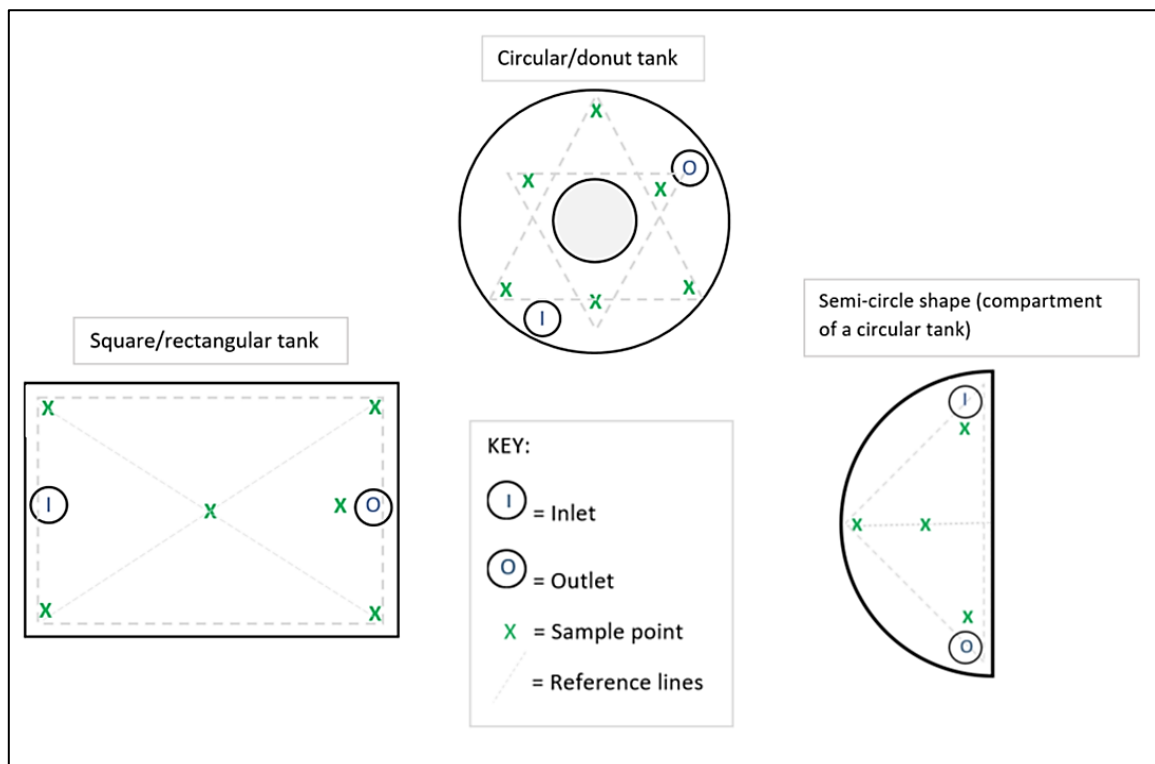 Circular/donut tank
X
O
X
X
X
X
X
I
Square/rectangular tank
X
X
I
X
X
O
X
X
KEY:
I = Inlet
O = Outlet
X = Sample point
= Reference lines
Semi-circle shape (compartment
of a circular tank)
I
X
X
X
X
O